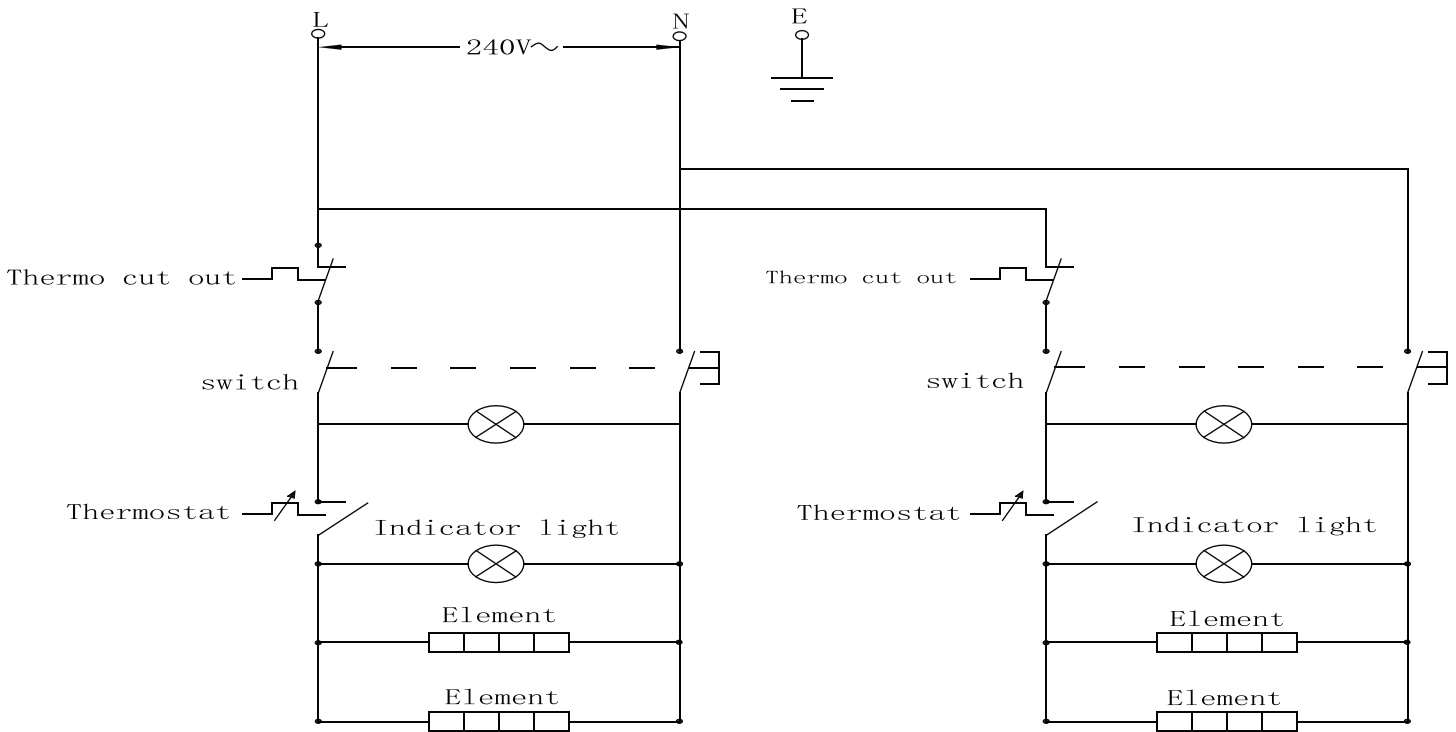 L
N
E
240V～
Thermo cut out
Thermo cut out
switch
switch
Thermostat
Indicator light
Thermostat
Indicator light
Element
Element
Element
Element